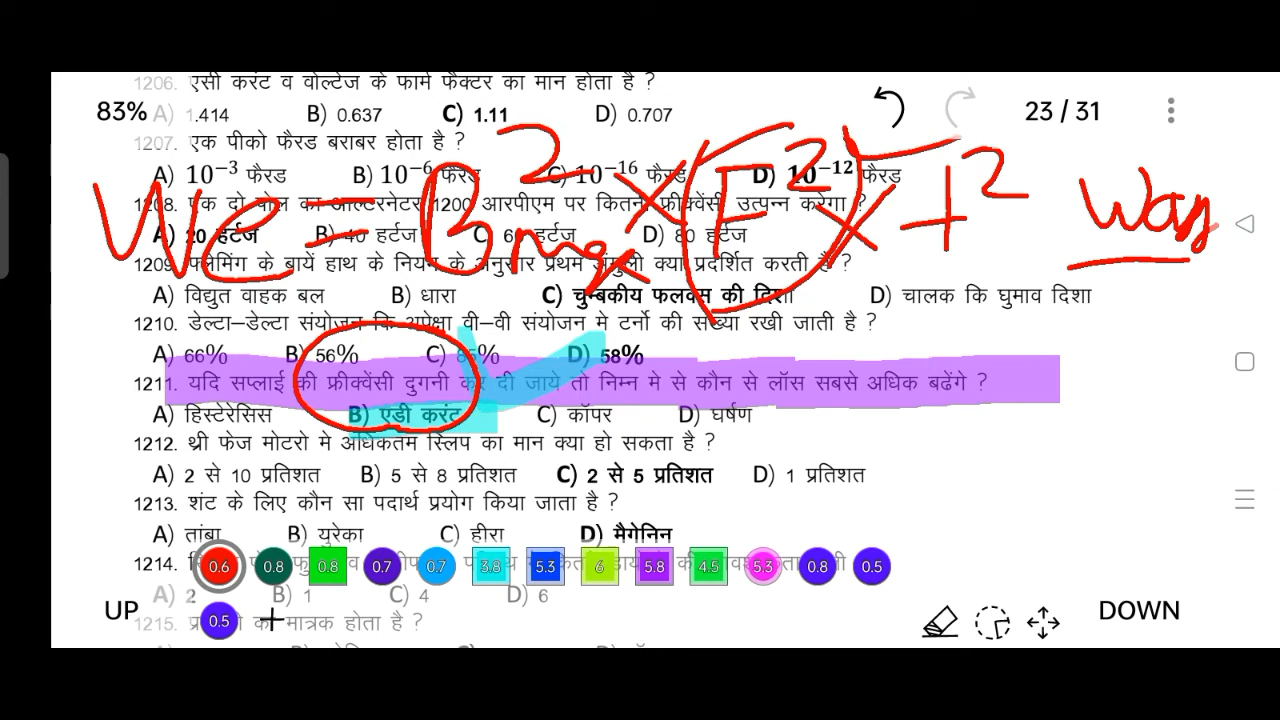 1206. एसी करंट व वोल्टेज के फार्म फैक्टर का मान होता है ?
83% A) 1.414 B) 0.637 C) 1.11 D) 0.707 23 / 31
1207. एक पीको फैरड बराबर होता है ?
A) 10⁻³ फैरड B) 10⁻⁶ फैरड C) 10⁻¹⁶ फैरड D) 10⁻¹² फैरड
We = B²max × F² × t²
1208. एक दो पोल का आल्टरनेटर 1200 आरपीएम पर कितनी फ्रीक्वेंसी उत्पन्न करेगा ?
A) 20 हर्टज B) 40 हर्टज C) 60 हर्टज D) 80 हर्टज
1209. फ्लेमिंग के बायें हाथ के नियम के अनुसार प्रथम अंगुली क्या प्रदर्शित करती है ?
A) विद्युत वाहक बल B) धारा C) चुम्बकीय फलक्स की दिशा D) चालक कि घुमाव दिशा
1210. डेल्टा–डेल्टा संयोजन कि अपेक्षा वी–वी संयोजन मे टर्नो की संख्या रखी जाती है ?
A) 66% B) 56% C) 85% D) 58%
1211. यदि सप्लाई की फ्रीक्वेंसी दुगनी कर दी जाये तो निम्न मे से कौन से लॉस सबसे अधिक बढेंगे ?
A) हिस्टेरेसिस B) एडी करंट C) कॉपर D) घर्षण
1212. थ्री फेज मोटरो मे अधिकतम स्लिप का मान क्या हो सकता है ?
A) 2 से 10 प्रतिशत B) 5 से 8 प्रतिशत C) 2 से 5 प्रतिशत D) 1 प्रतिशत
1213. शंट के लिए कौन सा पदार्थ प्रयोग किया जाता है ?
A) तांबा B) युरेका C) हीरा D) मैगेनिन
1214.
0.6 0.8 0.8 0.7 0.7 3.8 5.3 6 5.8 4.5 5.3 0.8 0.5
A) 2 B) 1 C) 4 D) 6
UP 0.5 + DOWN
1215. मात्रक होता है ?